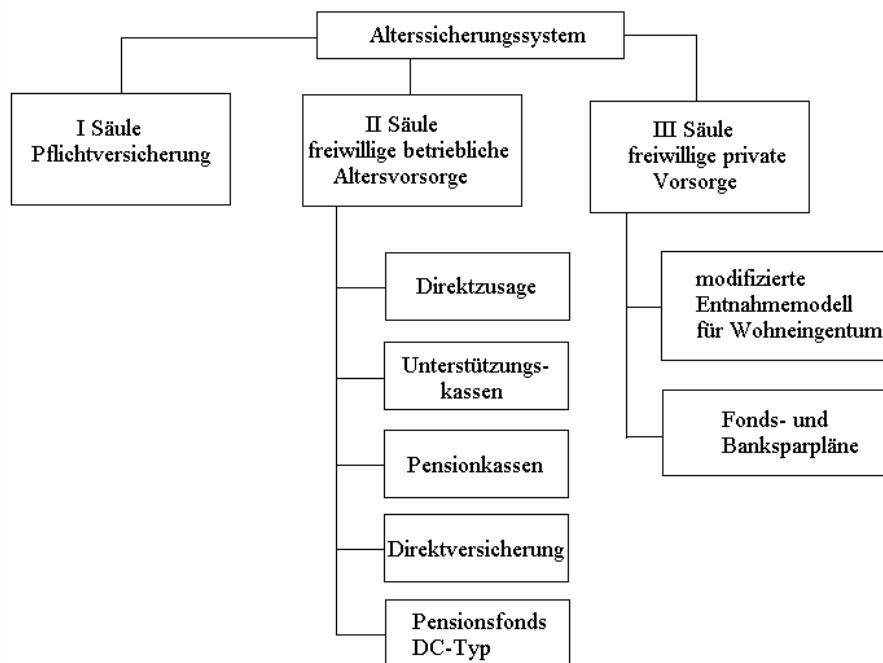 Alterssicherungssystem
I Säule
Pflichtversicherung
II Säule
freiwillige betriebliche
Altersvorsorge
III Säule
freiwillige private
Vorsorge
Direktzusage
Unterstützungs-
kassen
Pensionkassen
Direktversicherung
Pensionsfonds
DC-Typ
modifizierte
Entnahmemodell
für Wohneingentum
Fonds- und
Banksparpläne